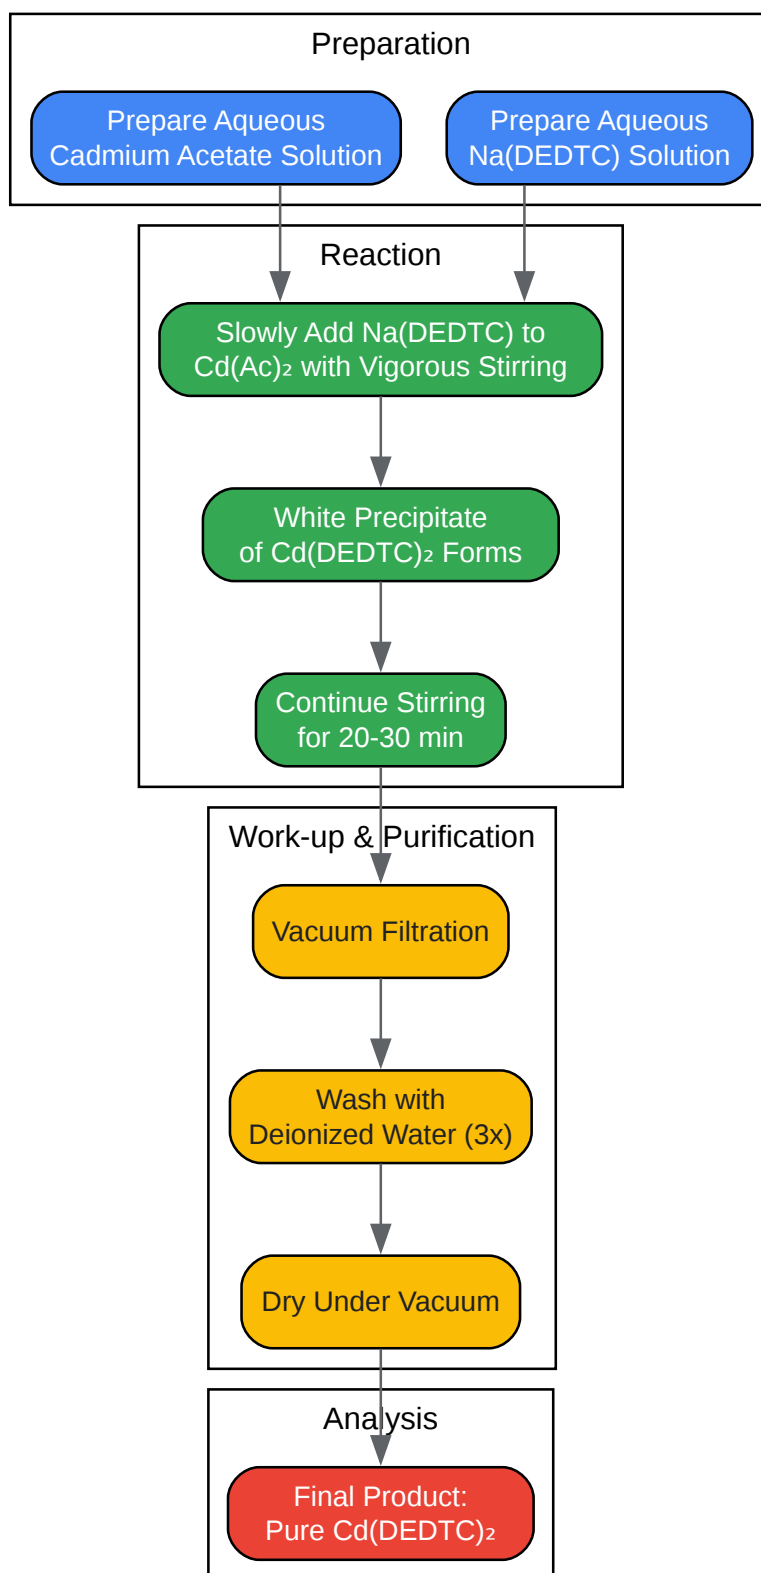 Preparation
Prepare Aqueous
Cadmium Acetate Solution
Prepare Aqueous
Na(DEDTC) Solution
Reaction
Slowly Add Na(DEDTC) to
Cd(Ac)₂ with Vigorous Stirring
White Precipitate
of Cd(DEDTC)₂ Forms
Continue Stirring
for 20-30 min
Work-up & Purification
Vacuum Filtration
Wash with
Deionized Water (3x)
Dry Under Vacuum
Analysis
Final Product:
Pure Cd(DEDTC)₂